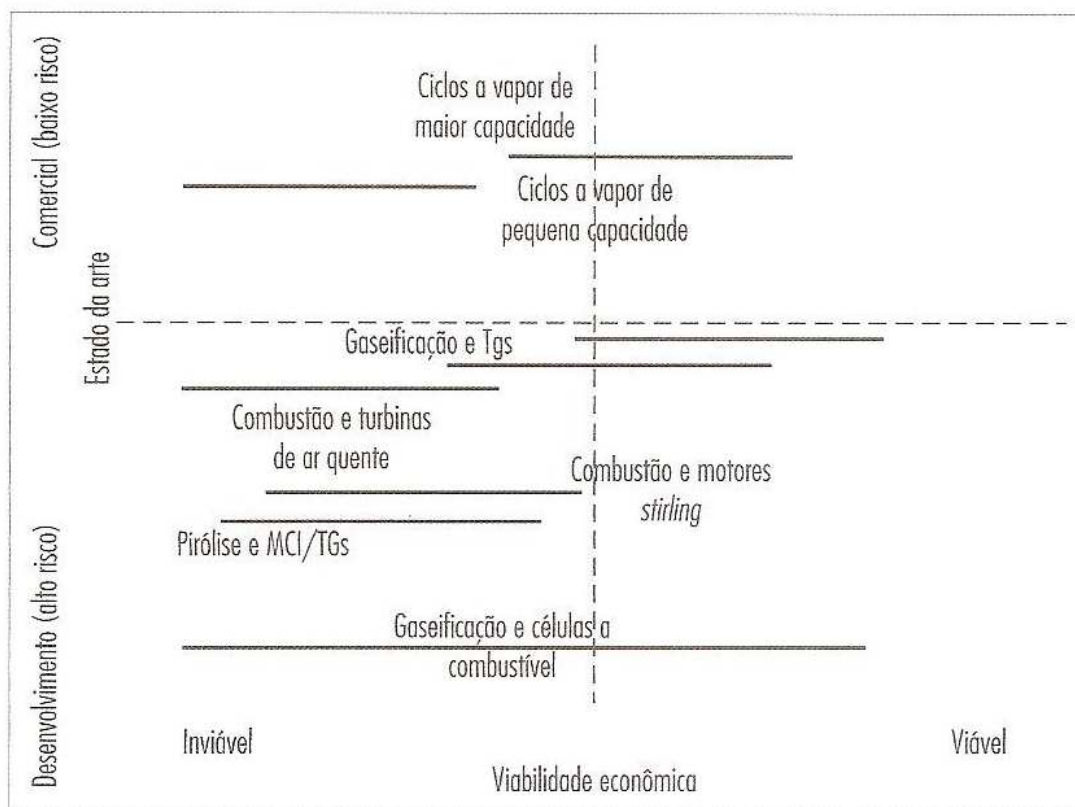 Comercial (baixo risco)
Estado da arte
Desenvolvimento (alto risco)
Ciclos a vapor de
maior capacidade
Ciclos a vapor de
pequena capacidade
Gaseificação e Tgs
Combustão e turbinas
de ar quente
Combustão e motores
stirling
Pirólise e MCI/TGs
Gaseificação e células a
combustível
Inviável
Viável
Viabilidade econômica